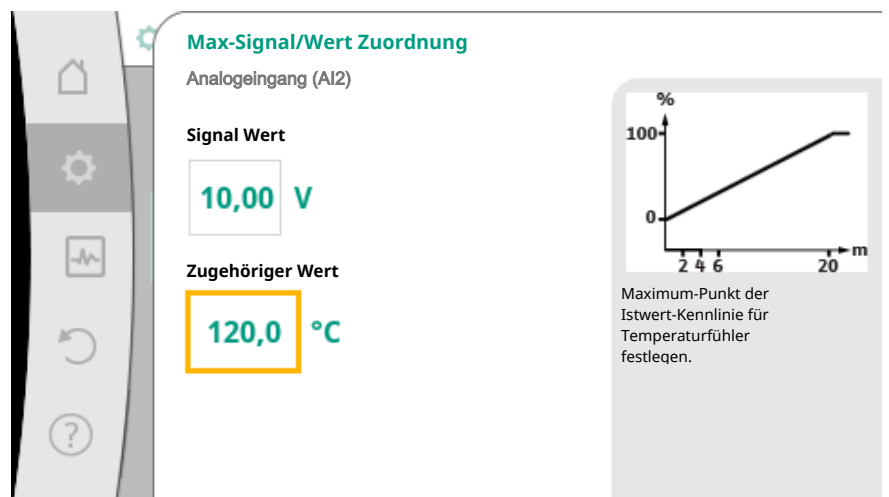 Max-Signal/Wert Zuordnung
Analogeingang (AI2)
Signal Wert
10,00 V
Zugehöriger Wert
120,0 °C
%
100
0
2 4 6 20 m
Maximum-Punkt der
Istwert-Kennlinie für
Temperaturfühler
festlegen.
?